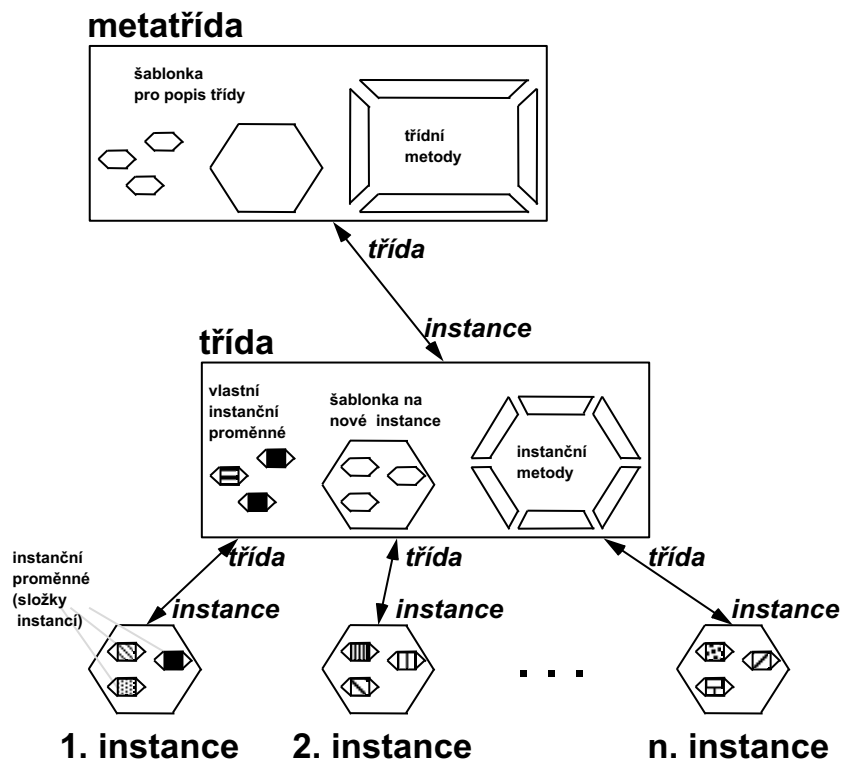 metatřída
šablonka
pro popis třídy
třídní
metody
třída
instance
třída
vlastní
instanční
proměnné
šablonka na
nové instance
instanční
metody
instanční
proměnné
(složky
instancí)
třída
instance
třída
instance
třída
instance
. . .
1. instance
2. instance
n. instance